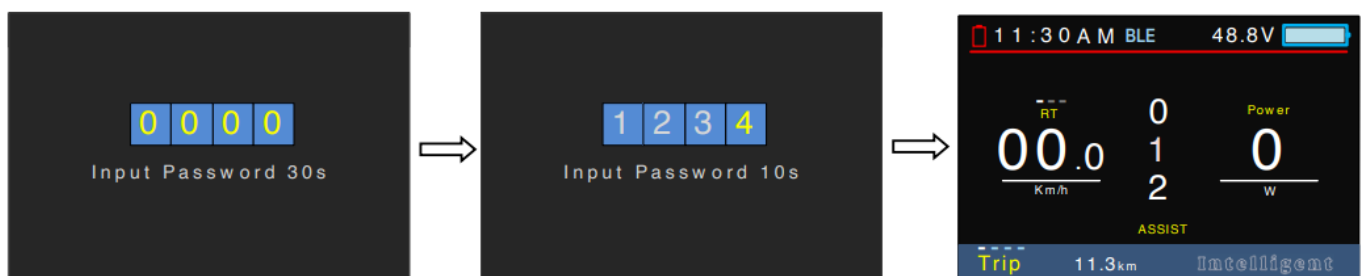 0 0 0 0
Input Password 30s
1 2 3 4
Input Password 10s
11:30AM BLE 48.8V
RT 0 Power
00.0 1 0
Km/h 2 W
ASSIST
Trip 11.3km Intelligent